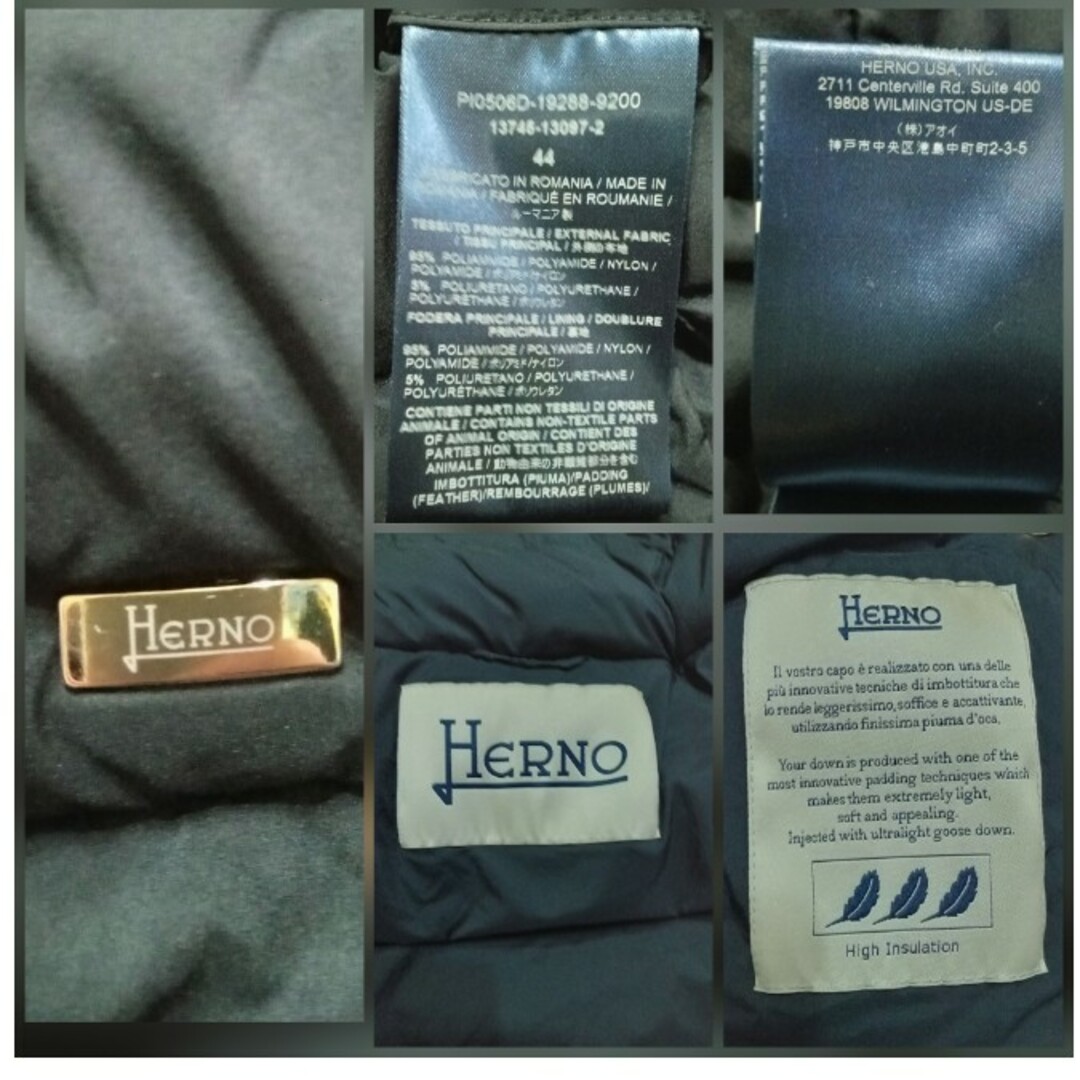 HERNO
PI0506D-19288-9200
13746-13097-2
44
IN ROMANIA / MADE IN
/ FABRIQUÉ EN ROUMANIE /
ルーマニア製
TESSUTO PRINCIPALE / EXTERNAL FABRIC
/ TISSU PRINCIPAL / 外側の布地
POLIAMMIDE / POLYAMIDE / NYLON /
POLYAMIDE / ポリアミド/ナイロン
POLIURETANO / POLYURETHANE /
POLYURÉTHANE / ポリウレタン
FODERA PRINCIPALE / LINING / DOUBLURE
PRINCIPALE / 裏地
95% POLIAMMIDE / POLYAMIDE / NYLON /
POLYAMIDE / ポリアミド/ナイロン
5% POLIURETANO / POLYURETHANE /
POLYURÉTHANE / ポリウレタン
CONTIENE PARTI NON TESSILI DI ORIGINE
ANIMALE / CONTAINS NON-TEXTILE PARTS
OF ANIMAL ORIGIN / CONTIENT DES
PARTIES NON TEXTILES D'ORIGINE
ANIMALE / 動物由来の非繊維部分を含む
IMBOTTITURA (PIUMA)/PADDING
(FEATHER)/REMBOURRAGE (PLUMES)/
HERNO USA, INC.
2711 Centerville Rd. Suite 400
19808 WILMINGTON US-DE
(株)アオイ
神戸市中央区港島中町町2-3-5
HERNO
HERNO
Il vostro capo è realizzato con una delle
più innovative tecniche di imbottitura che
lo rende leggerissimo, soffice e accattivante,
utilizzando finissima piuma d'oca.
Your down is produced with one of the
most innovative padding techniques which
makes them extremely light,
soft and appealing.
Injected with ultralight goose down.
High Insulation